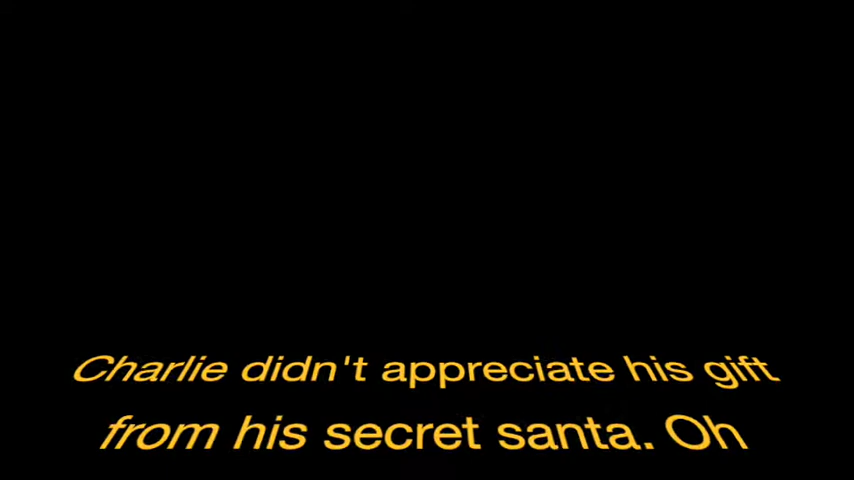 Charlie didn't appreciate his gift
from his secret santa. Oh